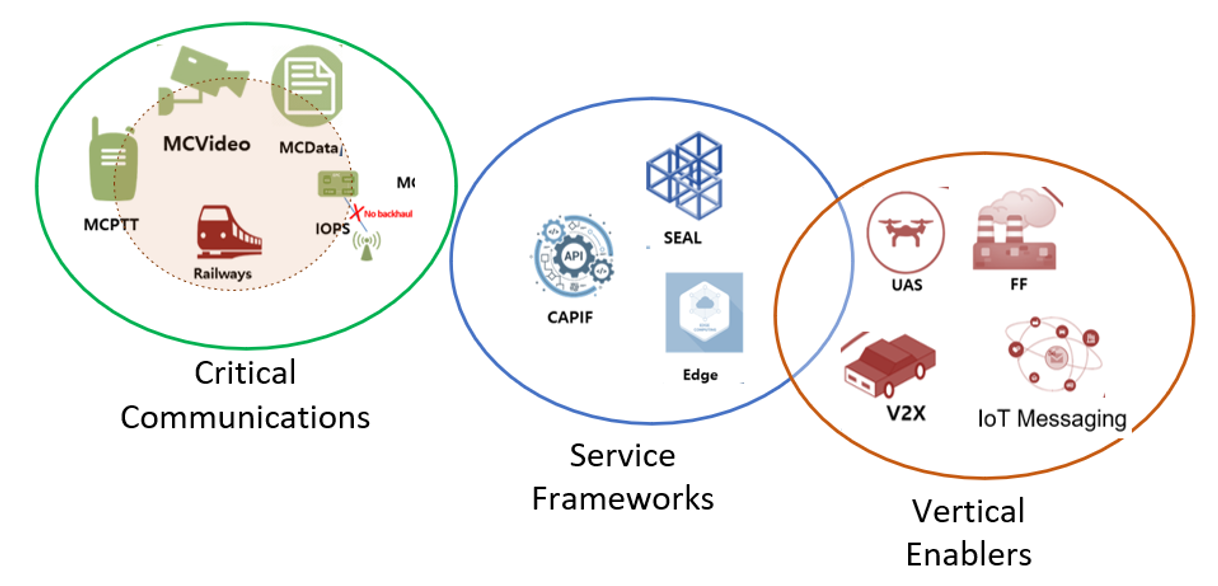 MCVideo
MCData
MCPTT
IOPS
No backhaul
Railways
Critical
Communications
SEAL
API
CAPIF
Edge
Service
Frameworks
UAS
FF
V2X
IoT Messaging
Vertical
Enablers